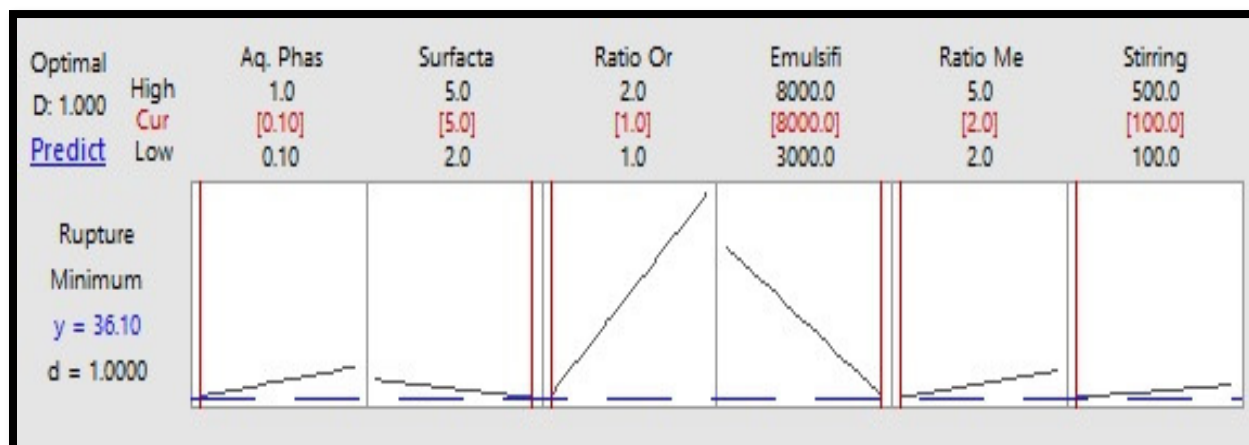 Optimal
D: 1.000
Predict
High
Cur
Low
Aq. Phas
1.0
[0.10]
0.10
Surfacta
5.0
[5.0]
2.0
Ratio Or
2.0
[1.0]
1.0
Emulsifi
8000.0
[8000.0]
3000.0
Ratio Me
5.0
[2.0]
2.0
Stirring
500.0
[100.0]
100.0
Rupture
Minimum
y = 36.10
d = 1.0000